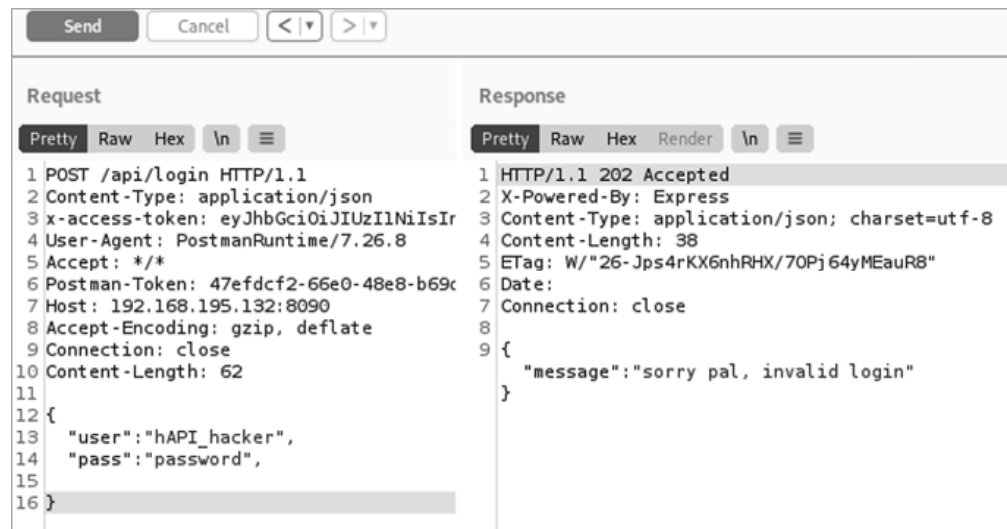 Send Cancel < | ▾ > | ▾
Request
Pretty Raw Hex \n ≡
1 POST /api/login HTTP/1.1
2 Content-Type: application/json
3 x-access-token: eyJhbGciOiJIUzI1NiIsIr
4 User-Agent: PostmanRuntime/7.26.8
5 Accept: */*
6 Postman-Token: 47efdcf2-66e0-48e8-b69c
7 Host: 192.168.195.132:8090
8 Accept-Encoding: gzip, deflate
9 Connection: close
10 Content-Length: 62
11
12 {
13 "user":"hAPI_hacker",
14 "pass":"password",
15
16 }
Response
Pretty Raw Hex Render \n ≡
1 HTTP/1.1 202 Accepted
2 X-Powered-By: Express
3 Content-Type: application/json; charset=utf-8
4 Content-Length: 38
5 ETag: W/"26-Jps4rKX6nhRHX/7OPj64yMEauR8"
6 Date:
7 Connection: close
8
9 {
"message":"sorry pal, invalid login"
}